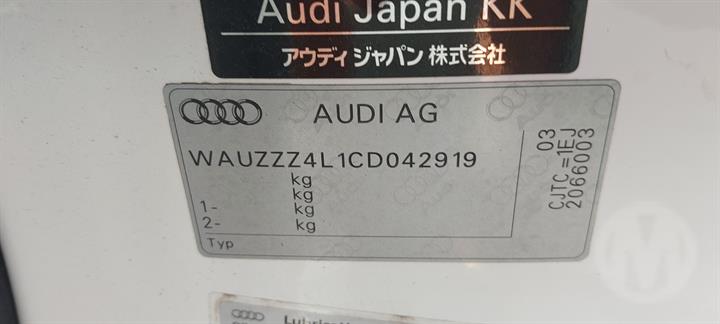 Audi Japan KK
アウディ ジャパン 株式会社
AUDI AG
WAUZZZ4L1CD042919
kg
kg
1- kg
2- kg
Typ
03
CJTC =1EJ
2066003